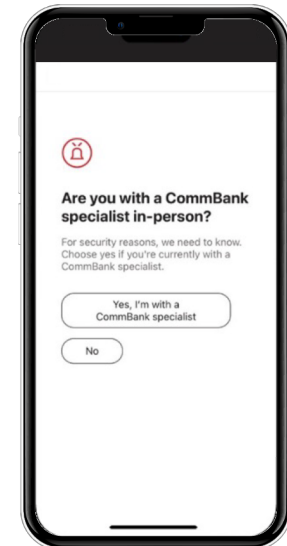 Are you with a CommBank
specialist in-person?
For security reasons, we need to know.
Choose yes if you're currently with a
CommBank specialist.
Yes, I'm with a
CommBank specialist
No